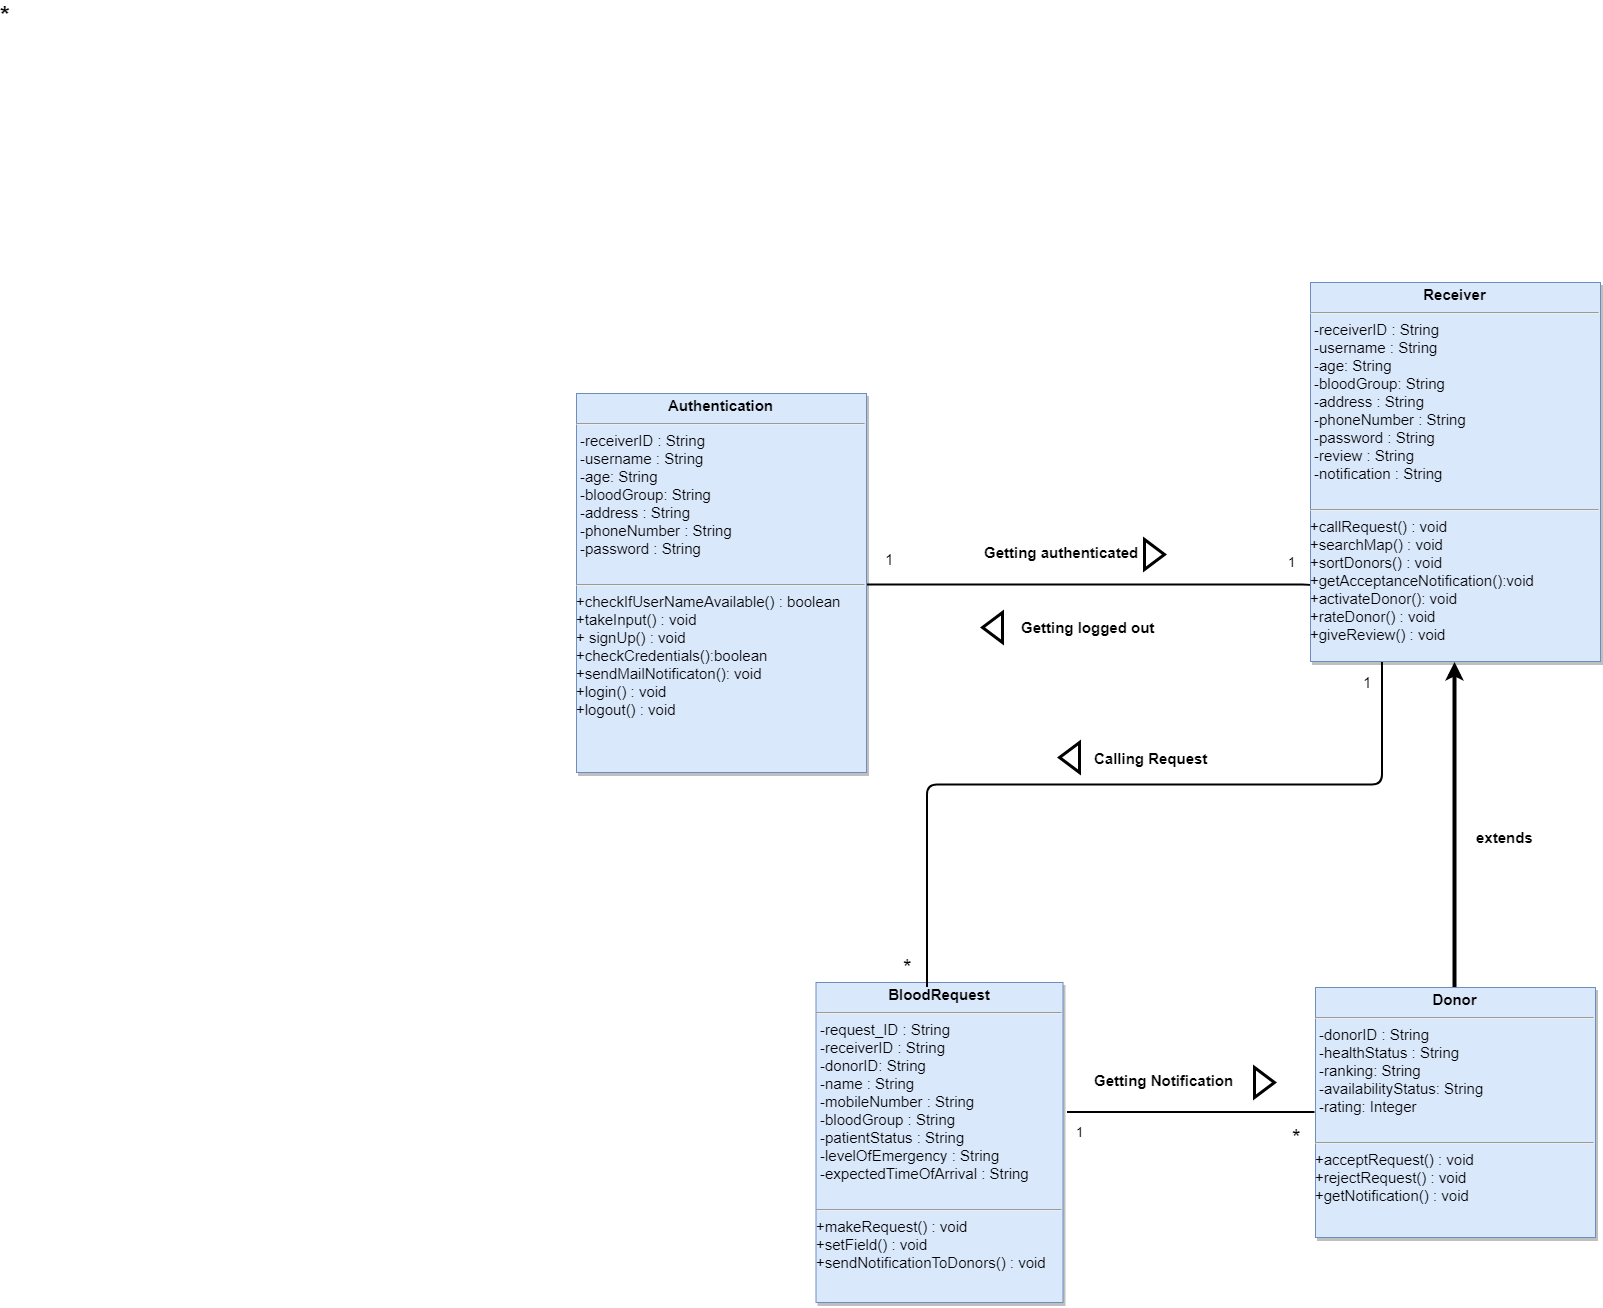 *
Receiver
-receiverID : String
-username : String
-age: String
-bloodGroup: String
-address : String
-phoneNumber : String
-password : String
-review : String
-notification : String
+callRequest() : void
+searchMap() : void
+sortDonors() : void
+getAcceptanceNotification():void
+activateDonor(): void
+rateDonor() : void
+giveReview() : void
Authentication
-receiverID : String
-username : String
-age: String
-bloodGroup: String
-address : String
-phoneNumber : String
-password : String
+checkIfUserNameAvailable() : boolean
+takeInput() : void
+ signUp() : void
+checkCredentials():boolean
+sendMailNotificaton(): void
+login() : void
+logout() : void
1
Getting authenticated
1
Getting logged out
1
Calling Request
extends
*
BloodRequest
-request_ID : String
-receiverID : String
-donorID: String
-name : String
-mobileNumber : String
-bloodGroup : String
-patientStatus : String
-levelOfEmergency : String
-expectedTimeOfArrival : String
+makeRequest() : void
+setField() : void
+sendNotificationToDonors() : void
Getting Notification
1
*
Donor
-donorID : String
-healthStatus : String
-ranking: String
-availabilityStatus: String
-rating: Integer
+acceptRequest() : void
+rejectRequest() : void
+getNotification() : void